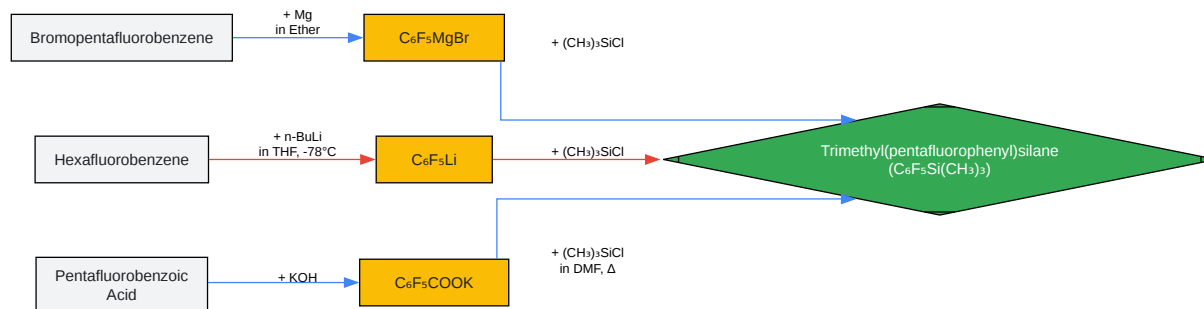 Bromopentafluorobenzene
+ Mg
in Ether
C₆F₅MgBr
+ (CH₃)₃SiCl
Hexafluorobenzene
+ n-BuLi
in THF, -78°C
C₆F₅Li
+ (CH₃)₃SiCl
Trimethyl(pentafluorophenyl)silane
(C₆F₅Si(CH₃)₃)
Pentafluorobenzoic
Acid
+ KOH
C₆F₅COOK
+ (CH₃)₃SiCl
in DMF, Δ